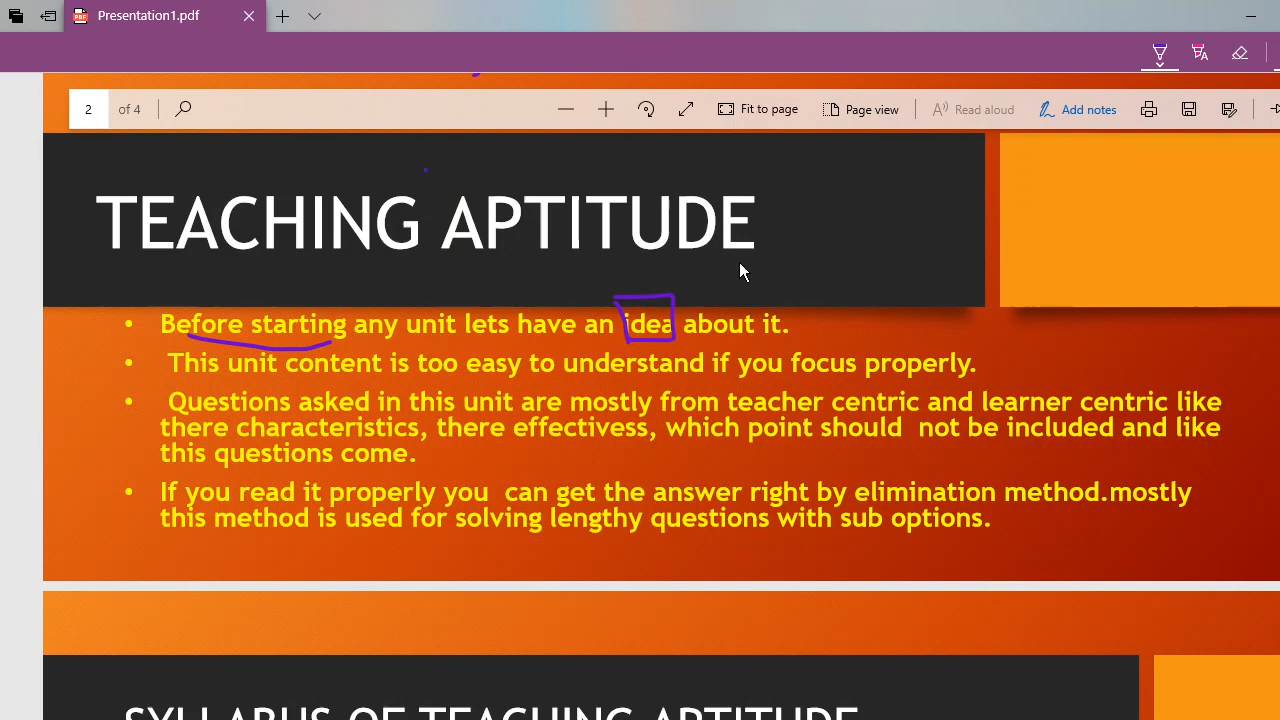 Presentation1.pdf
2 of 4 Fit to page Page view Read aloud Add notes
TEACHING APTITUDE
• Before starting any unit lets have an idea about it.
• This unit content is too easy to understand if you focus properly.
• Questions asked in this unit are mostly from teacher centric and learner centric like
there characteristics, there effectivess, which point should not be included and like
this questions come.
• If you read it properly you can get the answer right by elimination method.mostly
this method is used for solving lengthy questions with sub options.
SYLLABUS OF TEACHING APTITUDE